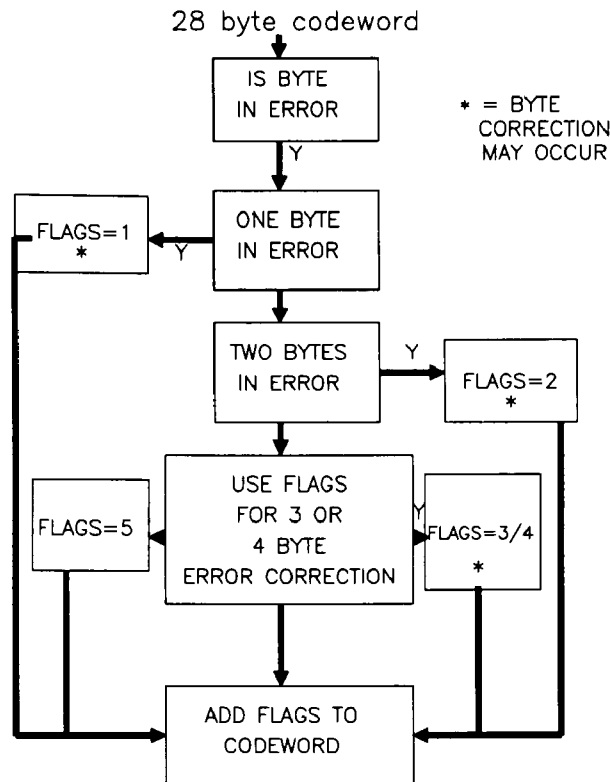 28 byte codeword
IS BYTE
IN ERROR
* = BYTE
CORRECTION
MAY OCCUR
Y
ONE BYTE
IN ERROR
FLAGS=1
*
Y
TWO BYTES
IN ERROR
Y
FLAGS=2
*
USE FLAGS
FOR 3 OR
4 BYTE
ERROR CORRECTION
FLAGS=5
Y
FLAGS=3/4
*
ADD FLAGS TO
CODEWORD